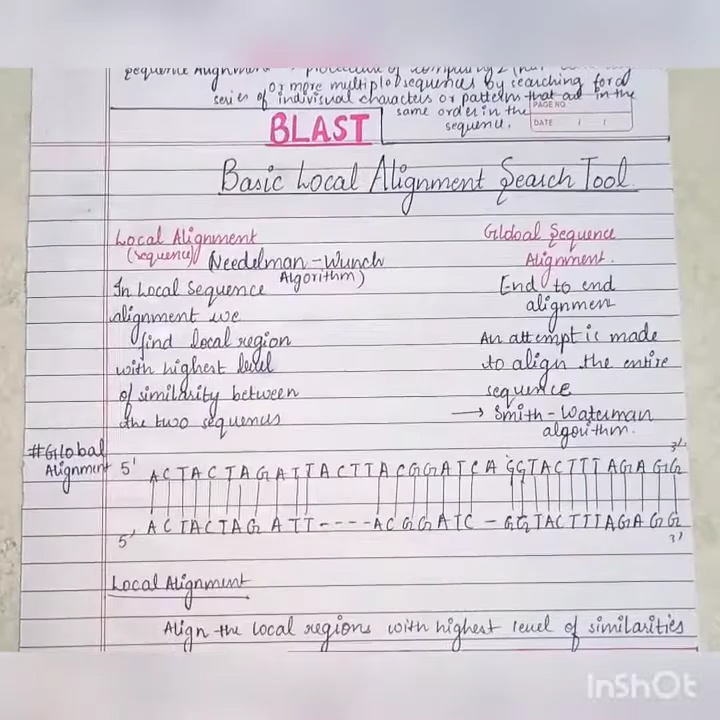 Sequence Alignment : procedure of comparing 2
or more multiple sequences by searching for a
series of indivisual characters or patterns that are in the
same order in the
sequence.
PAGE NO.
DATE / /
BLAST
Basic Local Alignment Search Tool
Local Alignment
(sequence) Needelman-Wunch
Algorithm)
In Local Sequence
alignment we
find local region
with highest level
of similarity between
the two sequences
Global Sequence
Alignment.
End to end
alignment
An attempt is made
to align the entire
sequence
→ Smith-Waterman
algorithm.
#Global
Alignment
5' ACTACTAGATTACTTACGGATCAGGTACTTTAGAGG 3'
5' ACTACTAGATT----ACGGATC-GGTACTTTAGAGG 3'
Local Alignment
Align the local regions with highest level of similarities
InShOt